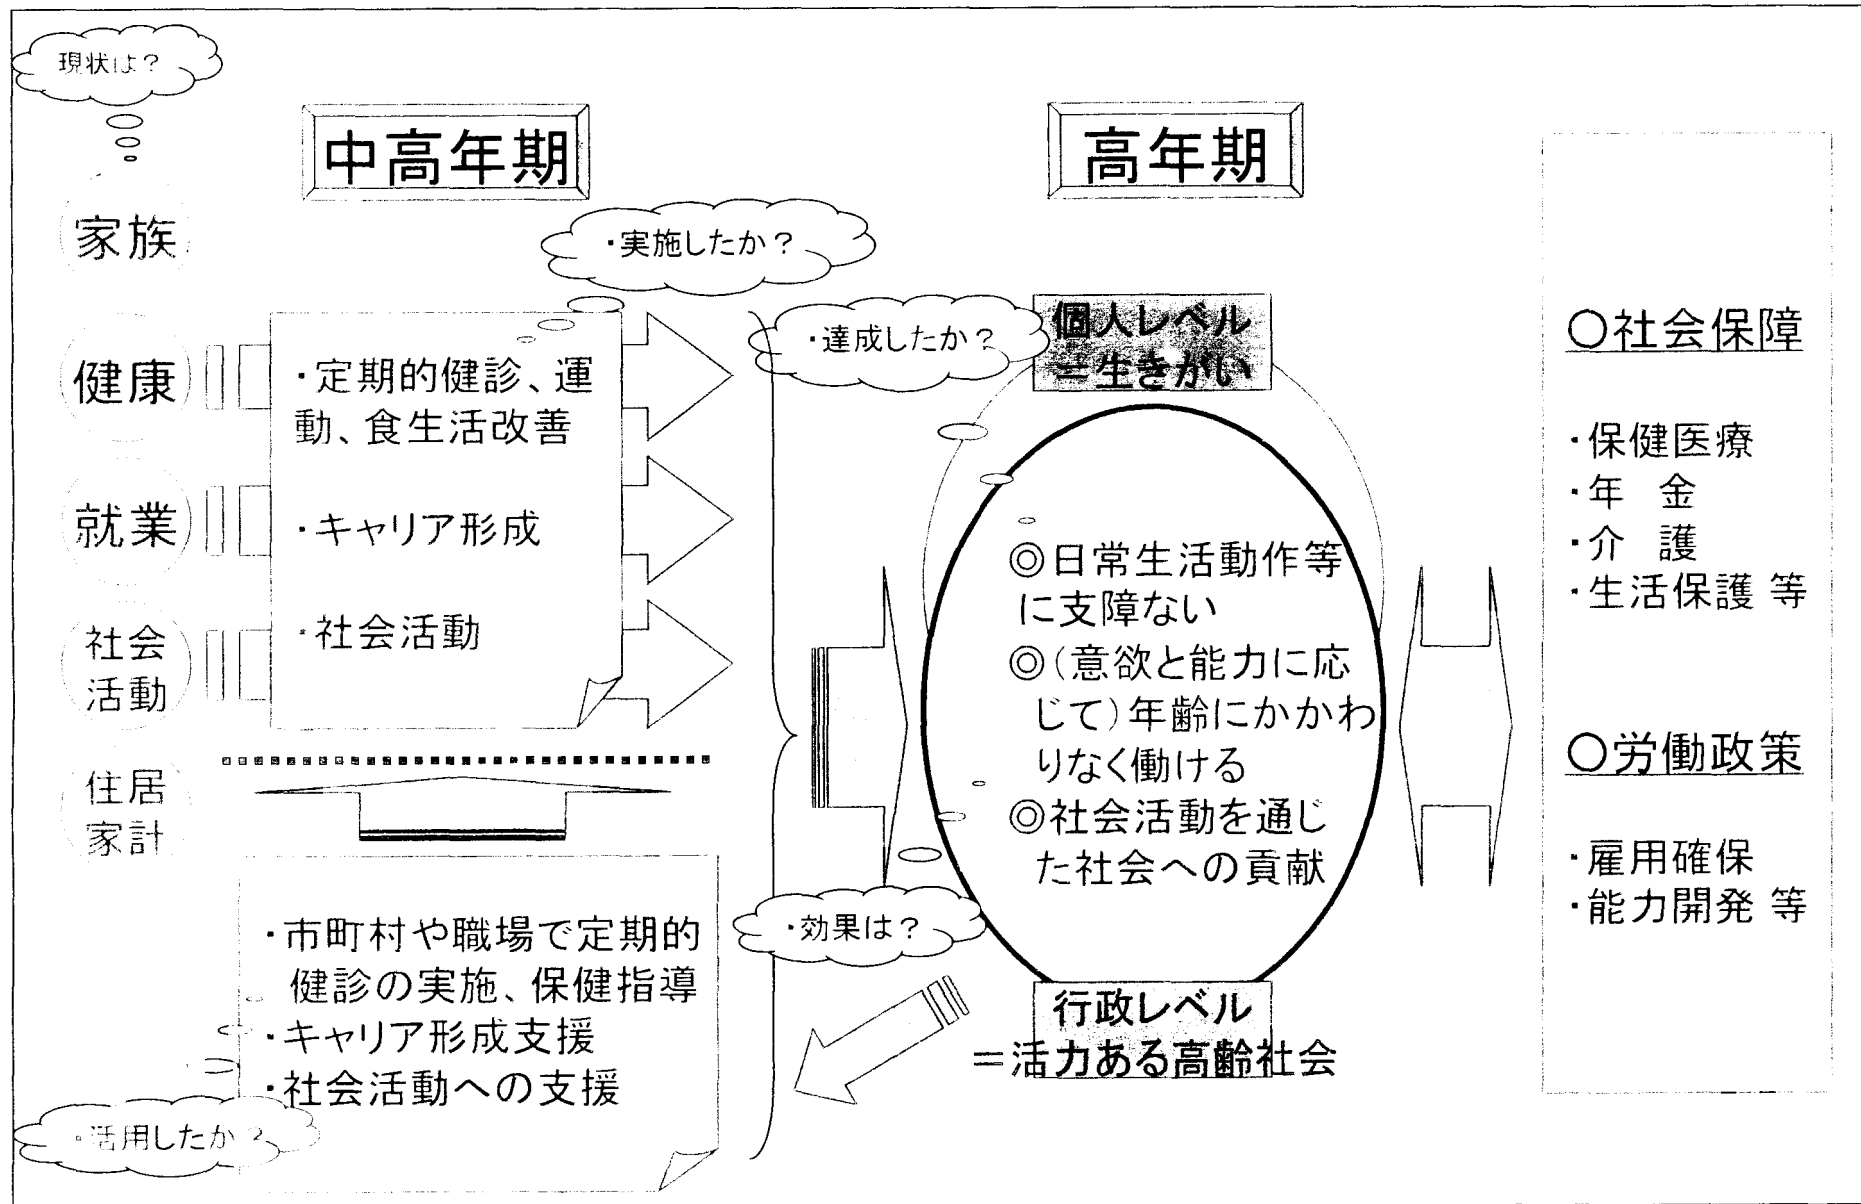 現状は?
中高年期
高年期
家族
健康
就業
社会
活動
住居
家計
・実施したか?
・定期的健診、運
動、食生活改善
・キャリア形成
・社会活動
・市町村や職場で定期的
健診の実施、保健指導
・キャリア形成支援
・社会活動への支援
・活用したか?
・達成したか?
個人レベル
=生きがい
◎日常生活動作等
に支障ない
◎(意欲と能力に応
じて)年齢にかかわ
りなく働ける
◎社会活動を通じ
た社会への貢献
・効果は?
行政レベル
=活力ある高齢社会
○社会保障
・保健医療
・年 金
・介 護
・生活保護 等
○労働政策
・雇用確保
・能力開発 等